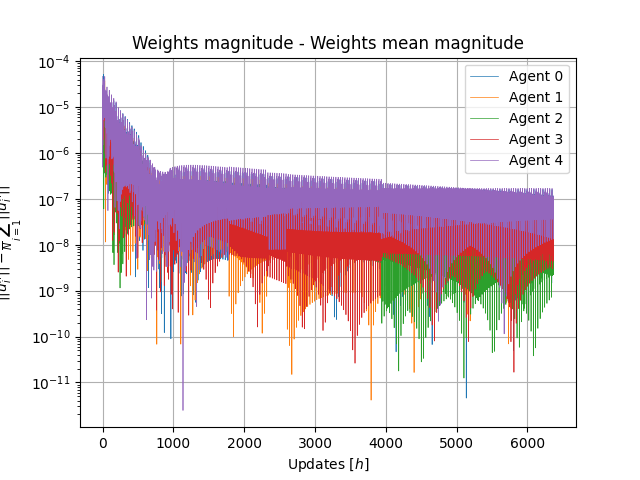 Weights magnitude - Weights mean magnitude
10⁻⁴
10⁻⁵
10⁻⁶
10⁻⁷
10⁻⁸
10⁻⁹
10⁻¹⁰
10⁻¹¹
Agent 0
Agent 1
Agent 2
Agent 3
Agent 4
0 1000 2000 3000 4000 5000 6000
Updates [h]